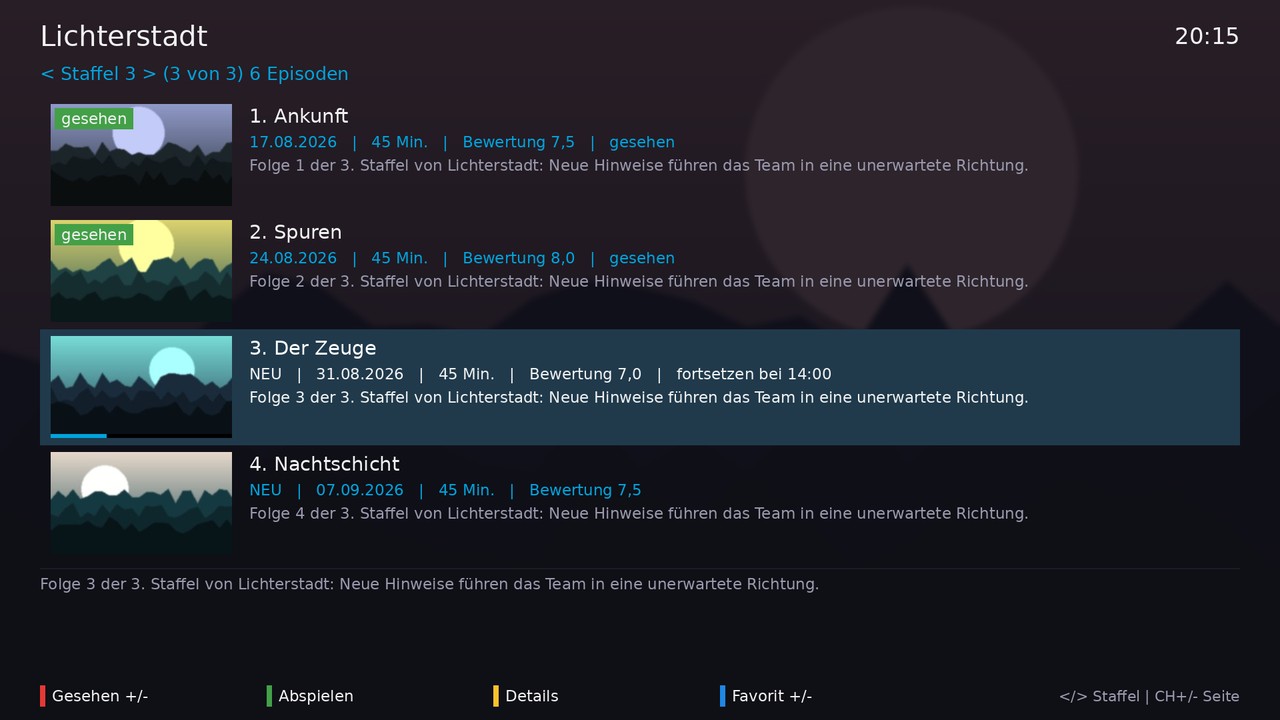 Lichterstadt
20:15
< Staffel 3 > (3 von 3) 6 Episoden
gesehen
1. Ankunft
17.08.2026 | 45 Min. | Bewertung 7,5 | gesehen
Folge 1 der 3. Staffel von Lichterstadt: Neue Hinweise führen das Team in eine unerwartete Richtung.
gesehen
2. Spuren
24.08.2026 | 45 Min. | Bewertung 8,0 | gesehen
Folge 2 der 3. Staffel von Lichterstadt: Neue Hinweise führen das Team in eine unerwartete Richtung.
3. Der Zeuge
NEU | 31.08.2026 | 45 Min. | Bewertung 7,0 | fortsetzen bei 14:00
Folge 3 der 3. Staffel von Lichterstadt: Neue Hinweise führen das Team in eine unerwartete Richtung.
4. Nachtschicht
NEU | 07.09.2026 | 45 Min. | Bewertung 7,5
Folge 4 der 3. Staffel von Lichterstadt: Neue Hinweise führen das Team in eine unerwartete Richtung.
Folge 3 der 3. Staffel von Lichterstadt: Neue Hinweise führen das Team in eine unerwartete Richtung.
Gesehen +/-
Abspielen
Details
Favorit +/-
</> Staffel | CH+/- Seite